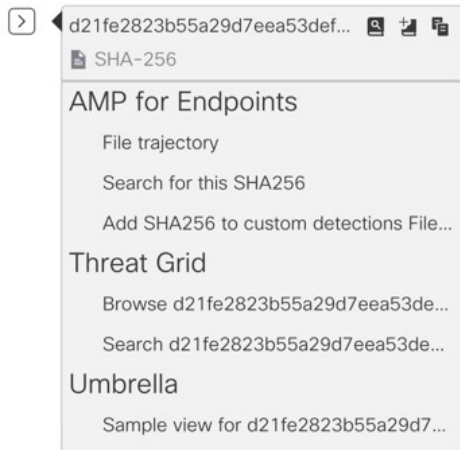 d21fe2823b55a29d7eea53def...
SHA-256
AMP for Endpoints
File trajectory
Search for this SHA256
Add SHA256 to custom detections File...
Threat Grid
Browse d21fe2823b55a29d7eea53de...
Search d21fe2823b55a29d7eea53de...
Umbrella
Sample view for d21fe2823b55a29d7...